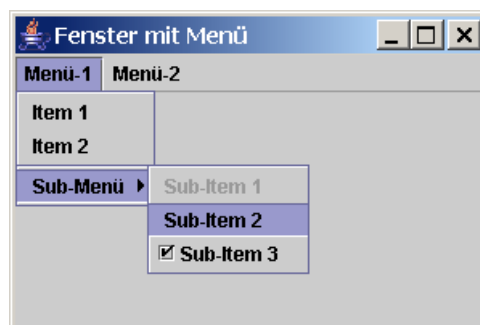 Fenster mit Menü
Menü-1 Menü-2
Item 1
Item 2
Sub-Menü Sub-Item 1
Sub-Item 2
Sub-Item 3